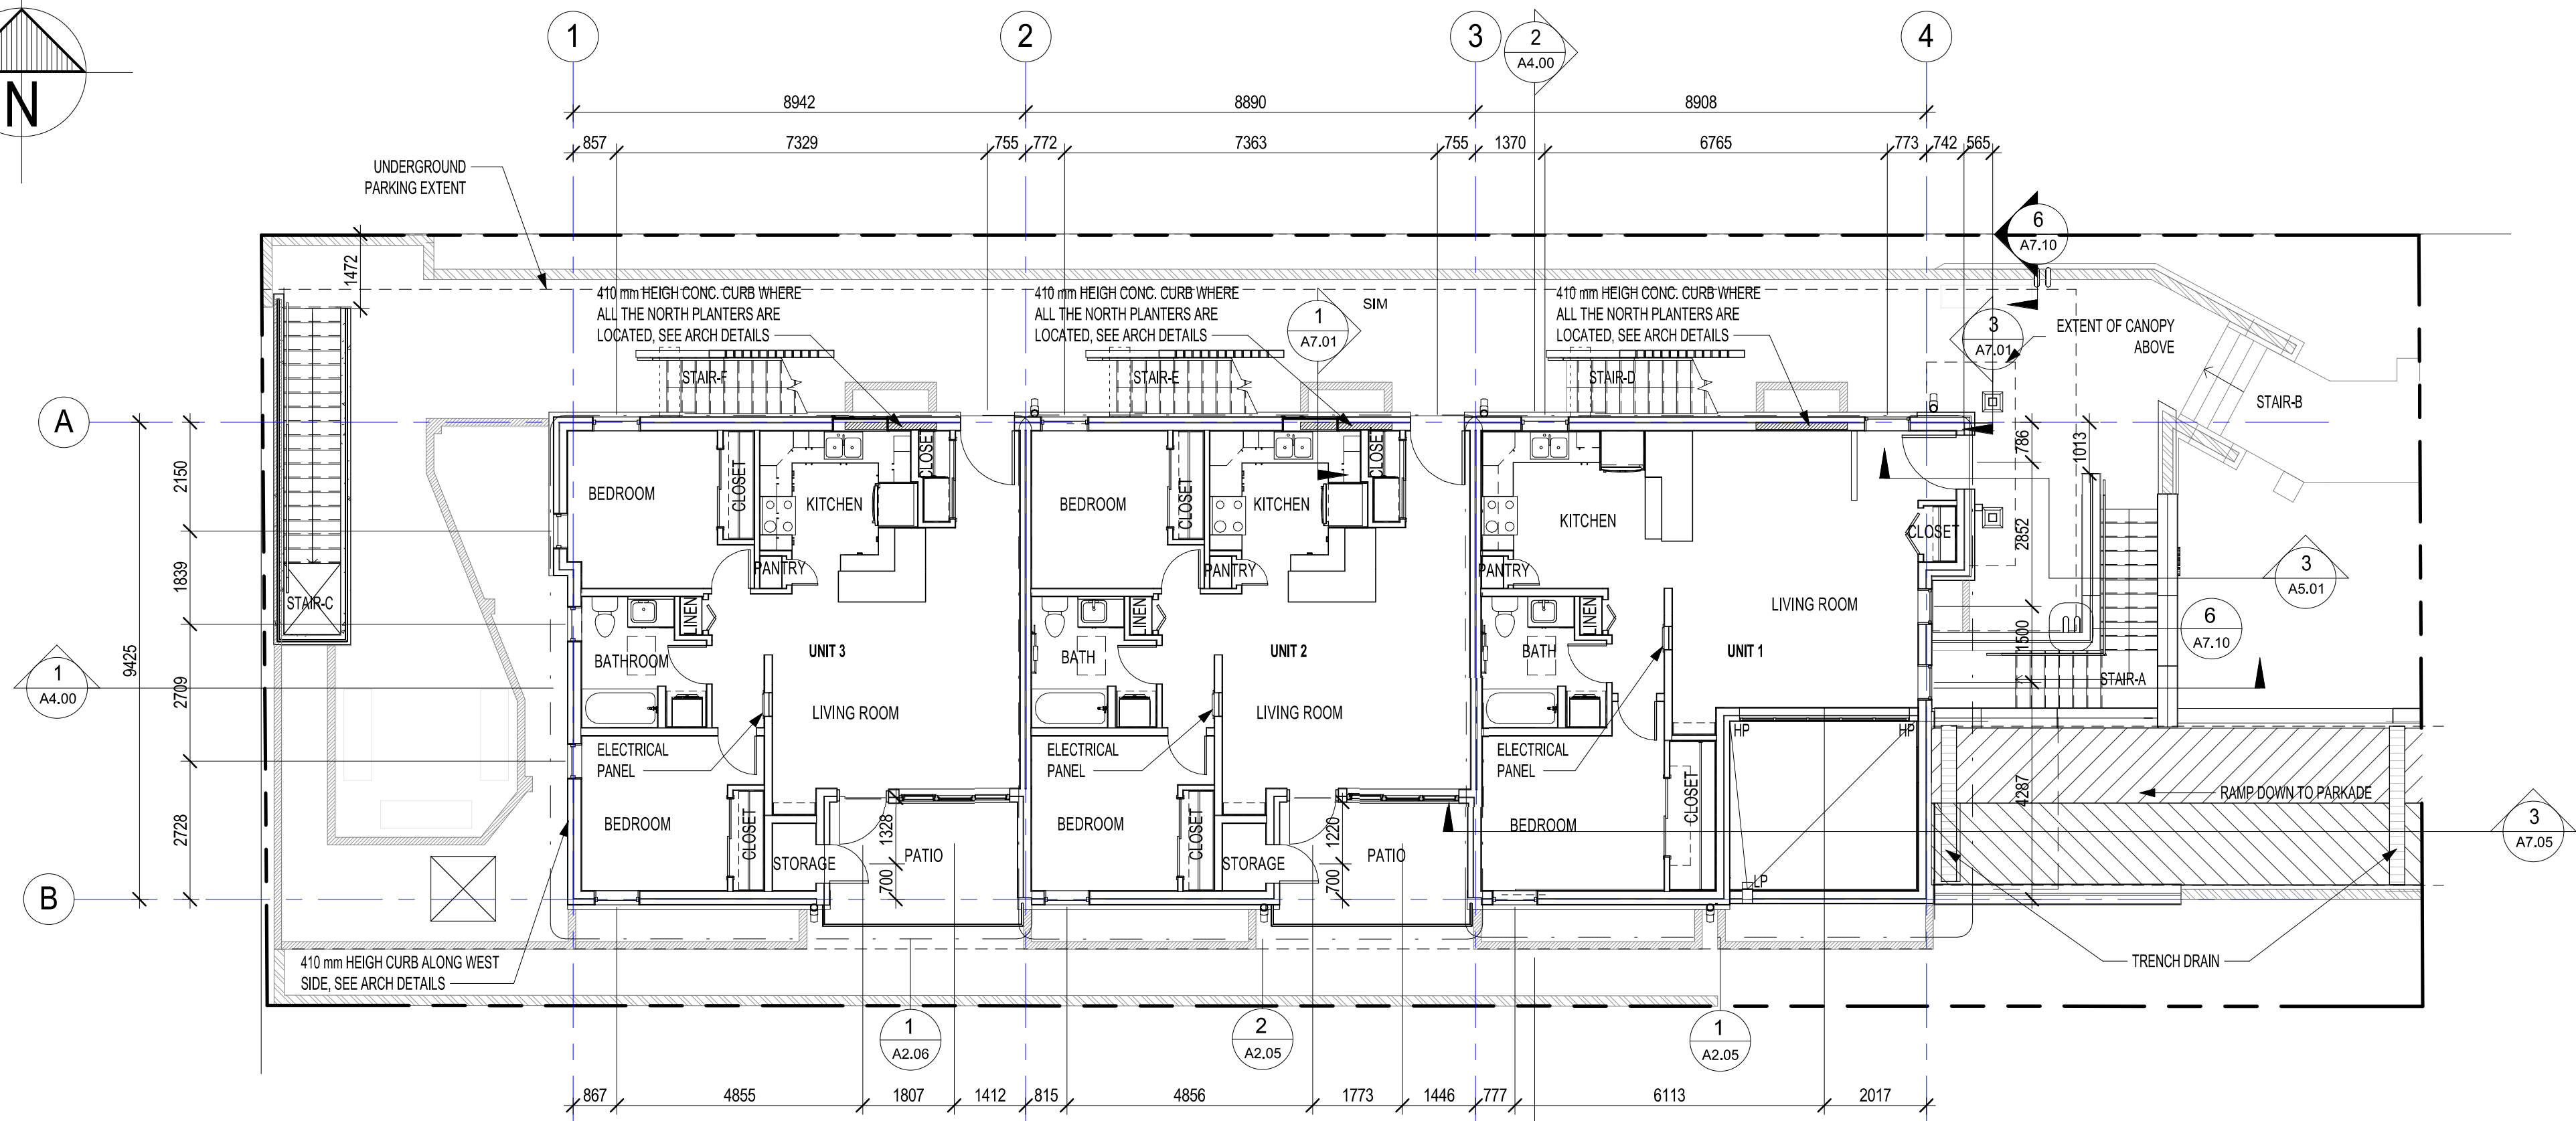 N
1
2
3
4
2
A4.00
8942
8890
8908
857
7329
755
772
7363
755
1370
6765
773
742
565
UNDERGROUND
PARKING EXTENT
6
A7.10
1472
410 mm HEIGH CONC. CURB WHERE
ALL THE NORTH PLANTERS ARE
LOCATED, SEE ARCH DETAILS
410 mm HEIGH CONC. CURB WHERE
ALL THE NORTH PLANTERS ARE
LOCATED, SEE ARCH DETAILS
1
A7.01
SIM
410 mm HEIGH CONC. CURB WHERE
ALL THE NORTH PLANTERS ARE
LOCATED, SEE ARCH DETAILS
3
A7.01
EXTENT OF CANOPY
ABOVE
STAIR-F
STAIR-E
STAIR-D
STAIR-B
A
786
1013
2150
BEDROOM
CLOSET
KITCHEN
CLOSE
BEDROOM
CLOSET
KITCHEN
CLOSE
KITCHEN
CLOSET
2852
1839
PANTRY
PANTRY
PANTRY
3
A5.01
STAIR-C
LINEN
LINEN
LINEN
LIVING ROOM
1500
6
A7.10
9425
BATHROOM
UNIT 3
BATH
UNIT 2
BATH
UNIT 1
1
A4.00
2709
STAIR-A
LIVING ROOM
LIVING ROOM
HP
HP
ELECTRICAL
PANEL
ELECTRICAL
PANEL
ELECTRICAL
PANEL
4287
RAMP DOWN TO PARKADE
2728
BEDROOM
CLOSET
STORAGE
1328
700
PATIO
BEDROOM
CLOSET
STORAGE
1220
700
PATIO
BEDROOM
CLOSET
LP
3
A7.05
B
410 mm HEIGH CURB ALONG WEST
SIDE, SEE ARCH DETAILS
TRENCH DRAIN
1
A2.06
2
A2.05
1
A2.05
867
4855
1807
1412
815
4856
1773
1446
777
6113
2017